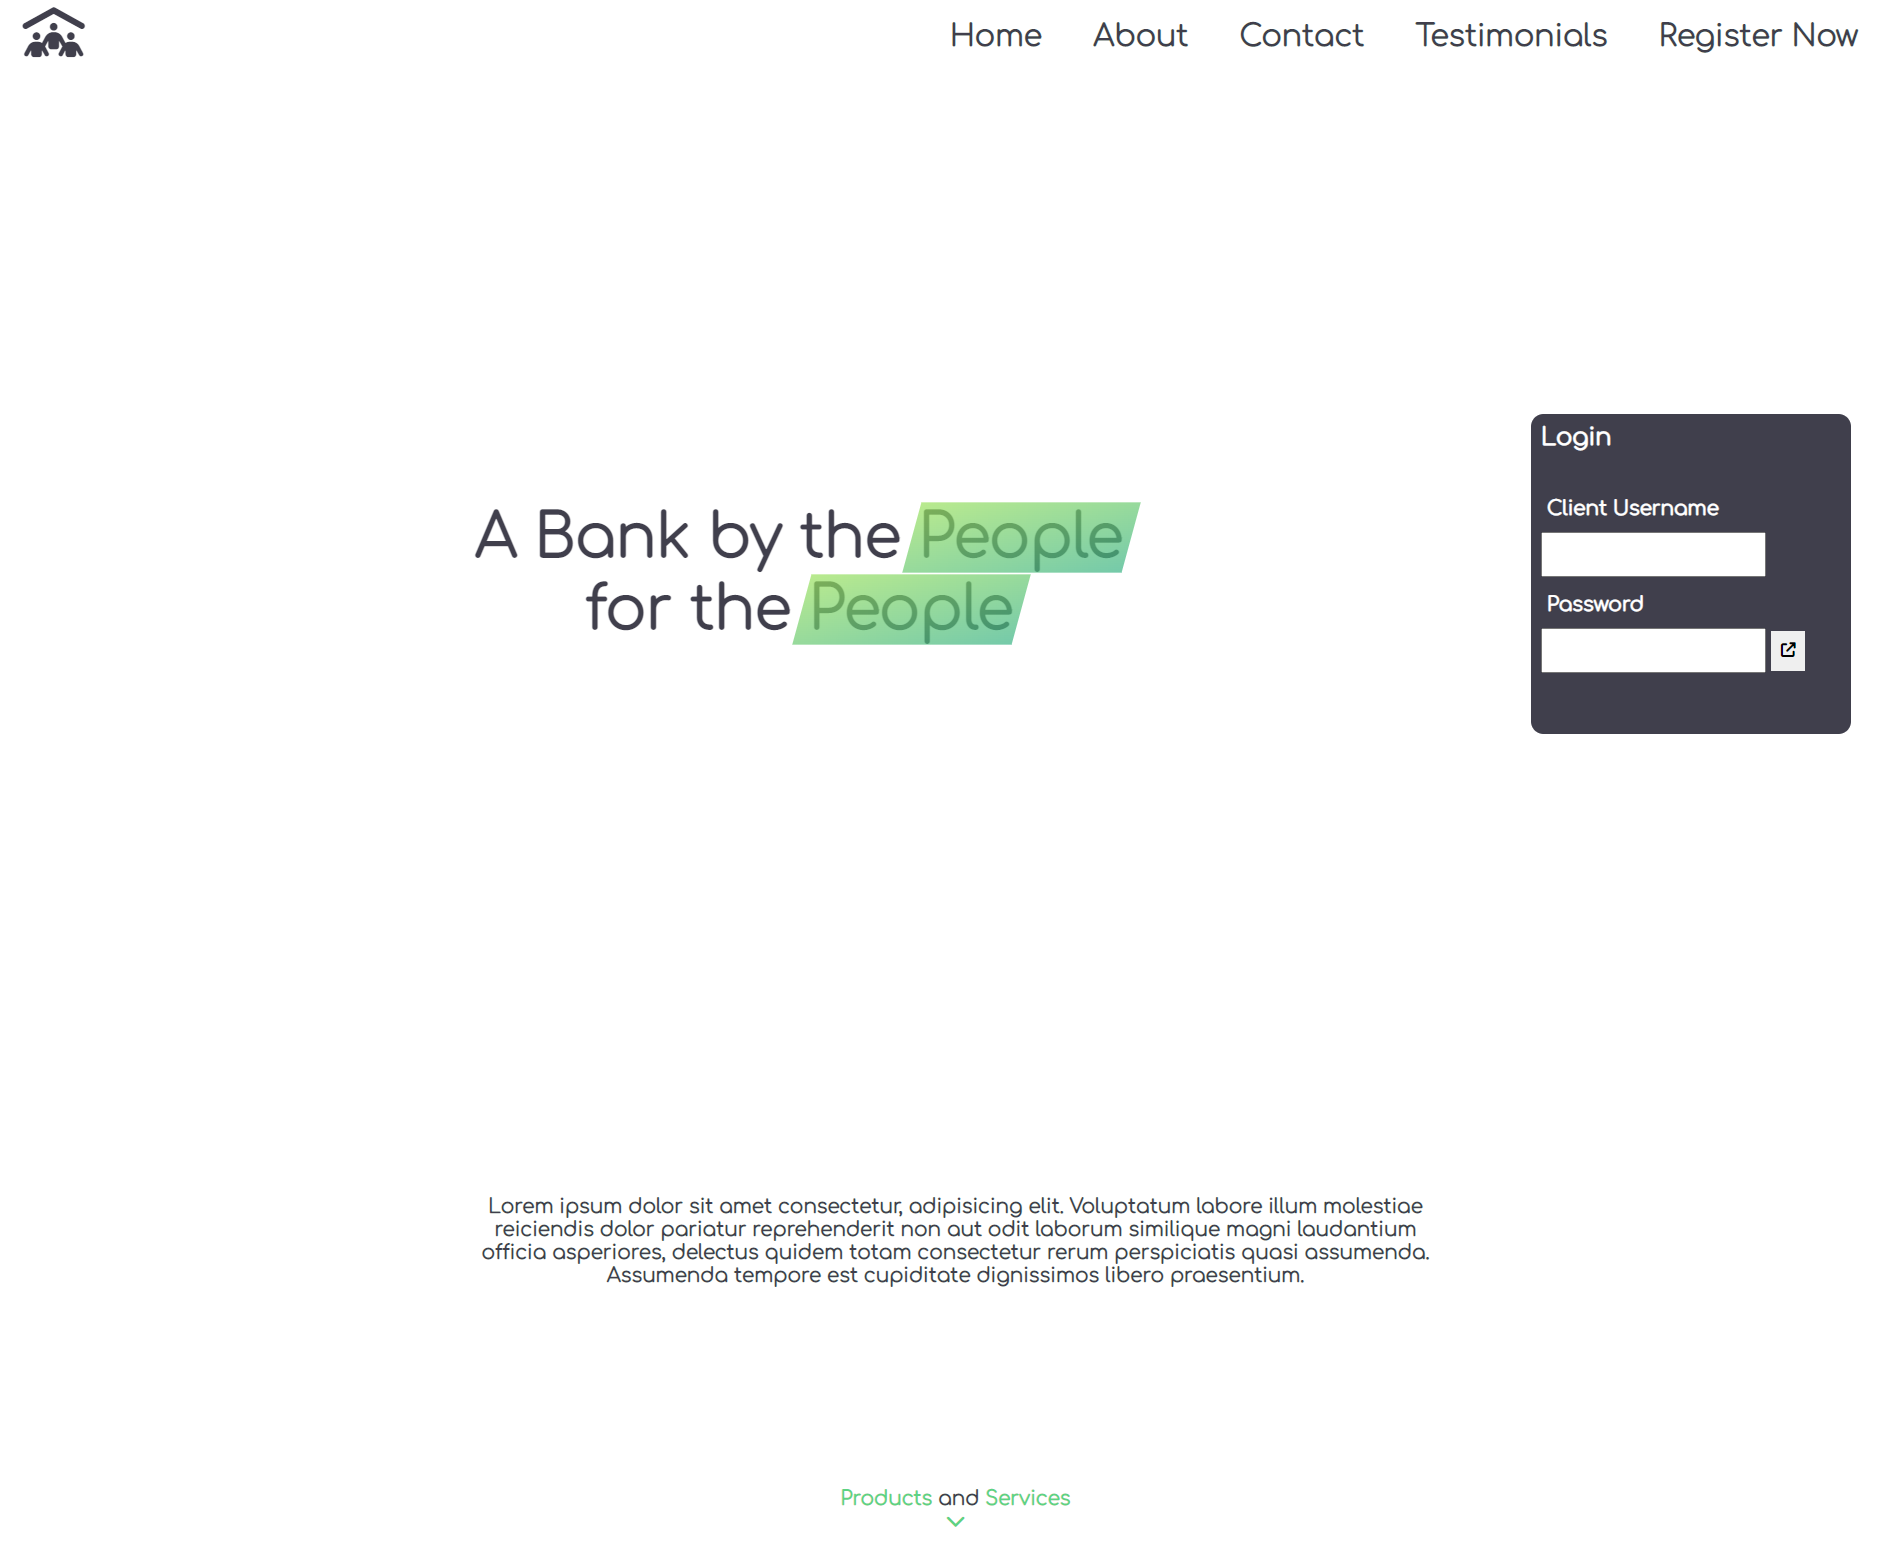 Home About Contact Testimonials Register Now
Login
Client Username
A Bank by the People
for the People
Password
Lorem ipsum dolor sit amet consectetur, adipisicing elit. Voluptatum labore illum molestiae
reiciendis dolor pariatur reprehenderit non aut odit laborum similique magni laudantium
officia asperiores, delectus quidem totam consectetur rerum perspiciatis quasi assumenda.
Assumenda tempore est cupiditate dignissimos libero praesentium.
Products and Services